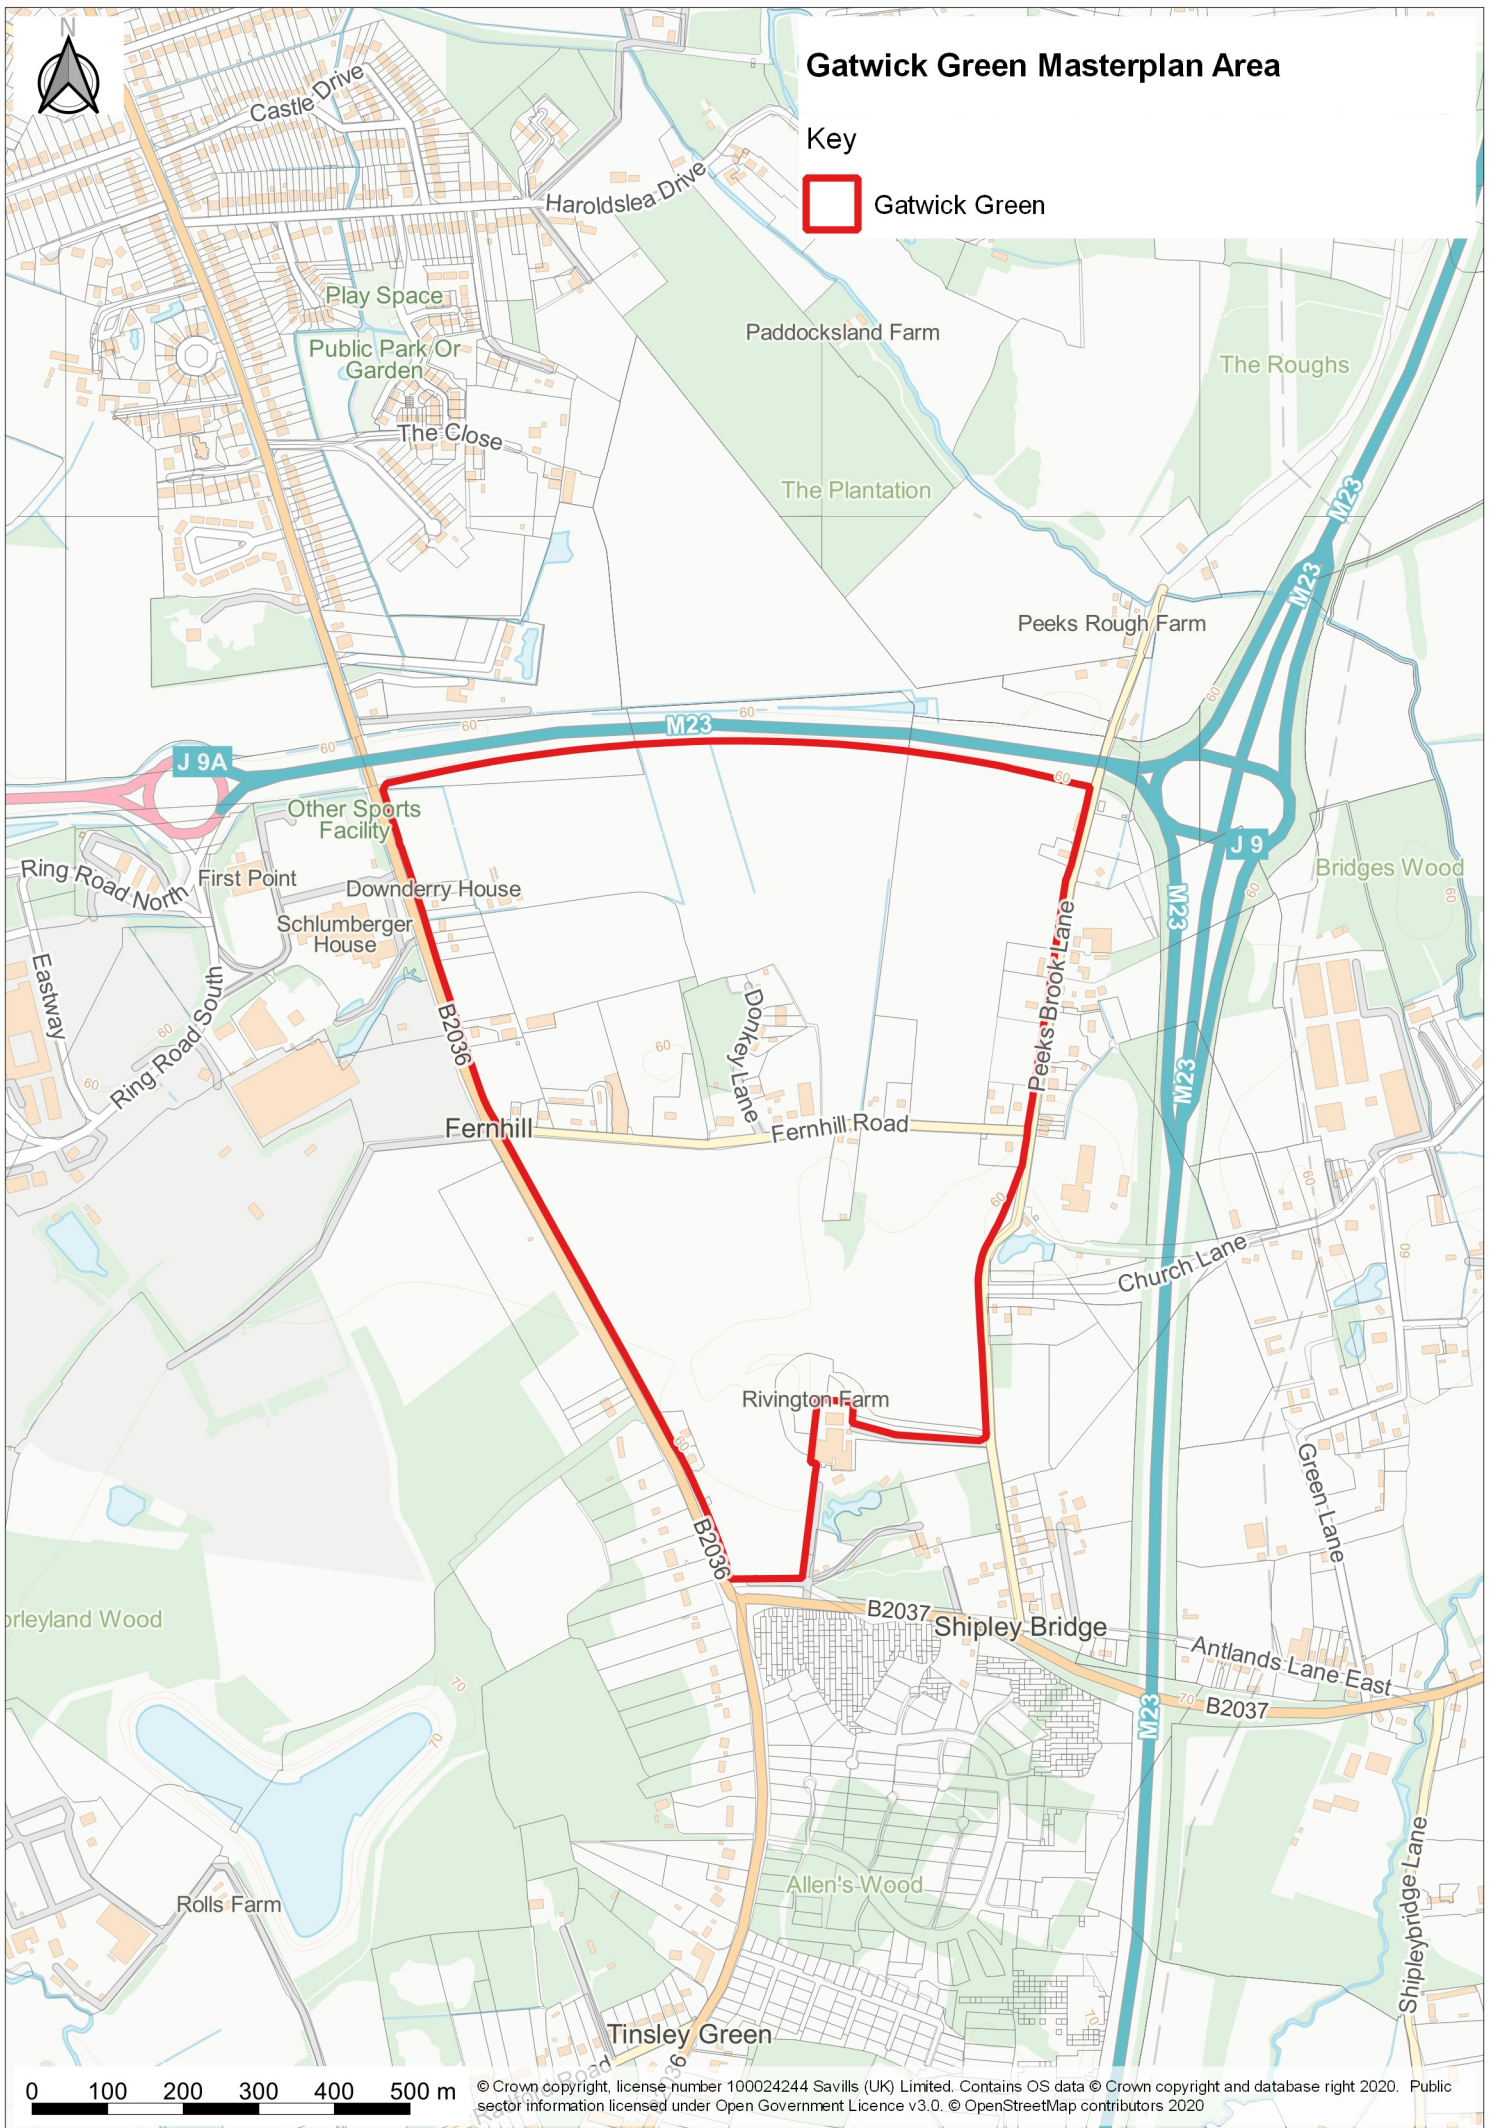 N
Gatwick Green Masterplan Area
Key
Gatwick Green
Castle Drive
Haroldslea Drive
Play Space
Public Park Or
Garden
The Close
Paddocksland Farm
The Roughs
The Plantation
M23
M23
Peeks Rough Farm
60
M23
60
60
60
J 9A
60
Other Sports
Facility
J 9
Ring Road North
First Point
Downderry House
Schlumberger
House
M23
60
Bridges Wood
60
Eastway
Ring Road South
60
60
B2036
60
Donkey Lane
Peeks Brook Lane
M23
Fernhill
Fernhill Road
60
60
60
Church Lane
Rivington Farm
60
Green Lane
B2036
B2037
Shipley Bridge
orleyland Wood
Antlands Lane East
70
70
M23
70
B2037
Allen's Wood
Shipleybridge Lane
Rolls Farm
70
Tinsley Green
0 100 200 300 400 500 m
© Crown copyright, license number 100024244 Savills (UK) Limited. Contains OS data © Crown copyright and database right 2020. Public
sector information licensed under Open Government Licence v3.0. © OpenStreetMap contributors 2020